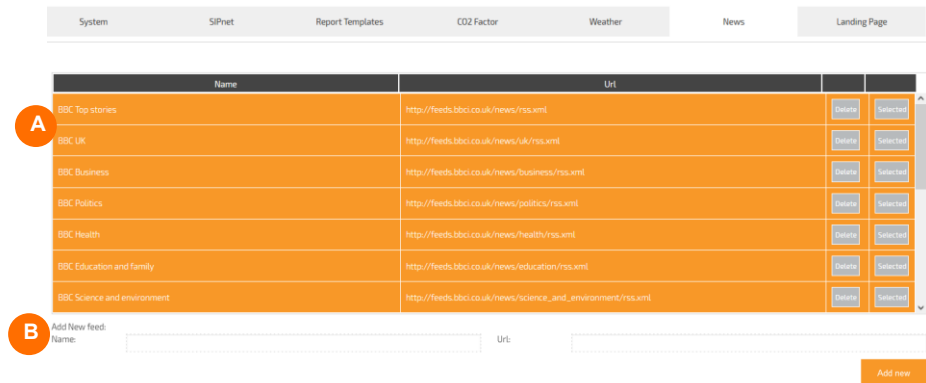 System SIPnet Report Templates CO2 Factor Weather News Landing Page
Name Url
A
BBC Top stories http://feeds.bbci.co.uk/news/rss.xml Delete Selected
BBC UK http://feeds.bbci.co.uk/news/uk/rss.xml Delete Selected
BBC Business http://feeds.bbci.co.uk/news/business/rss.xml Delete Selected
BBC Politics http://feeds.bbci.co.uk/news/politics/rss.xml Delete Selected
BBC Health http://feeds.bbci.co.uk/news/health/rss.xml Delete Selected
BBC Education and family http://feeds.bbci.co.uk/news/education/rss.xml Delete Selected
BBC Science and environment http://feeds.bbci.co.uk/news/science_and_environment/rss.xml Delete Selected
B
Add New feed:
Name: Url:
Add new